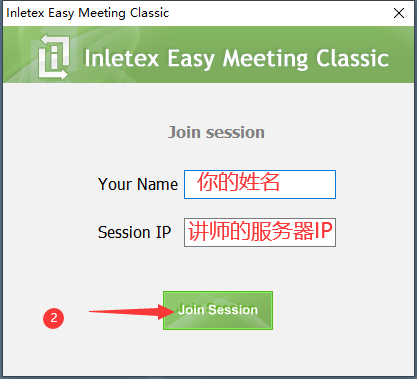 Inletex Easy Meeting Classic
Inletex Easy Meeting Classic
Join session
Your Name 你的姓名
Session IP 讲师的服务器IP
2 Join Session